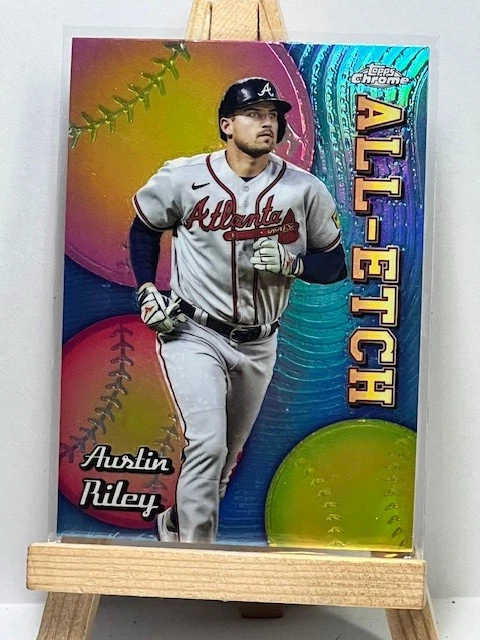 Topps
Chrome
ALL-ETCH
A
Atlanta
Austin
Riley